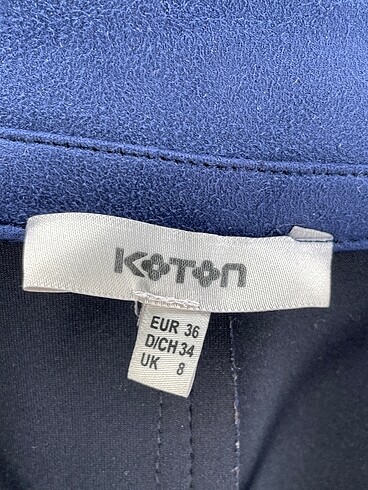 KOTON
EUR 36
D/CH 34
UK 8